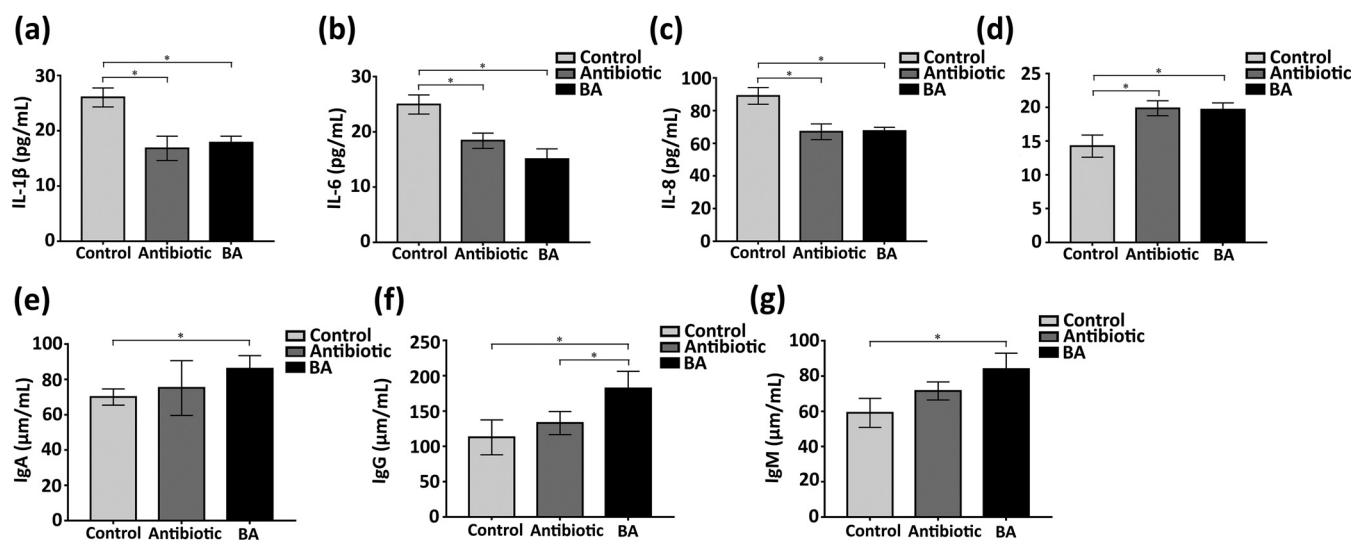 (a)
IL-1β (pg/mL)
30
20
10
0
*
*
Control
Antibiotic
BA
(b)
IL-6 (pg/mL)
30
20
10
0
*
*
Control
Antibiotic
BA
Control
Antibiotic
BA
(c)
IL-8 (pg/mL)
100
80
60
40
20
0
*
*
Control
Antibiotic
BA
Control
Antibiotic
BA
(d)
25
20
15
10
5
0
*
*
Control
Antibiotic
BA
Control
Antibiotic
BA
(e)
IgA (μm/mL)
100
80
60
40
20
0
*
Control
Antibiotic
BA
Control
Antibiotic
BA
(f)
IgG (μm/mL)
250
200
150
100
50
0
*
*
Control
Antibiotic
BA
Control
Antibiotic
BA
(g)
IgM (μm/mL)
100
80
60
40
20
0
*
Control
Antibiotic
BA
Control
Antibiotic
BA